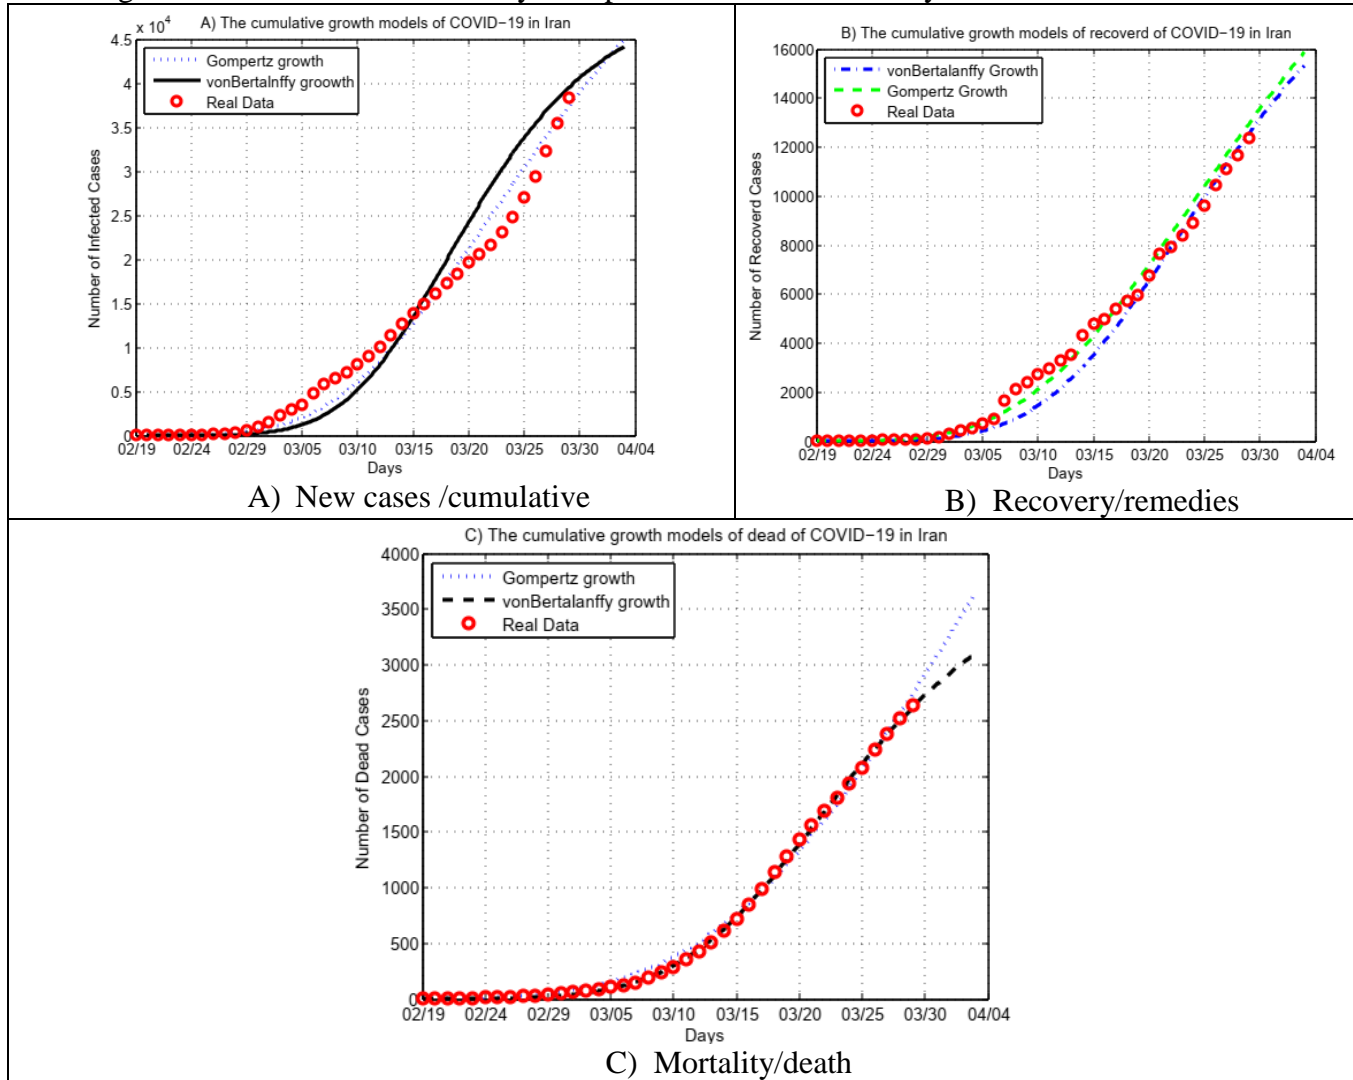 A) The cumulative growth models of COVID−19 in Iran
x 10⁴
4.5
4
3.5
3
2.5
2
1.5
1
0.5
0
Number of Infected Cases
Gompertz growth
vonBertalnffy groowth
Real Data
02/19 02/24 02/29 03/05 03/10 03/15 03/20 03/25 03/30 04/04
Days
A) New cases /cumulative
B) The cumulative growth models of recoverd of COVID−19 in Iran
16000
14000
12000
10000
8000
6000
4000
2000
0
Number of Recoverd Cases
vonBertalanffy Growth
Gompertz Growth
Real Data
02/19 02/24 02/29 03/05 03/10 03/15 03/20 03/25 03/30 04/04
Days
B) Recovery/remedies
C) The cumulative growth models of dead of COVID−19 in Iran
4000
3500
3000
2500
2000
1500
1000
500
0
Number of Dead Cases
Gompertz growth
vonBertalanffy growth
Real Data
02/19 02/24 02/29 03/05 03/10 03/15 03/20 03/25 03/30 04/04
Days
C) Mortality/death